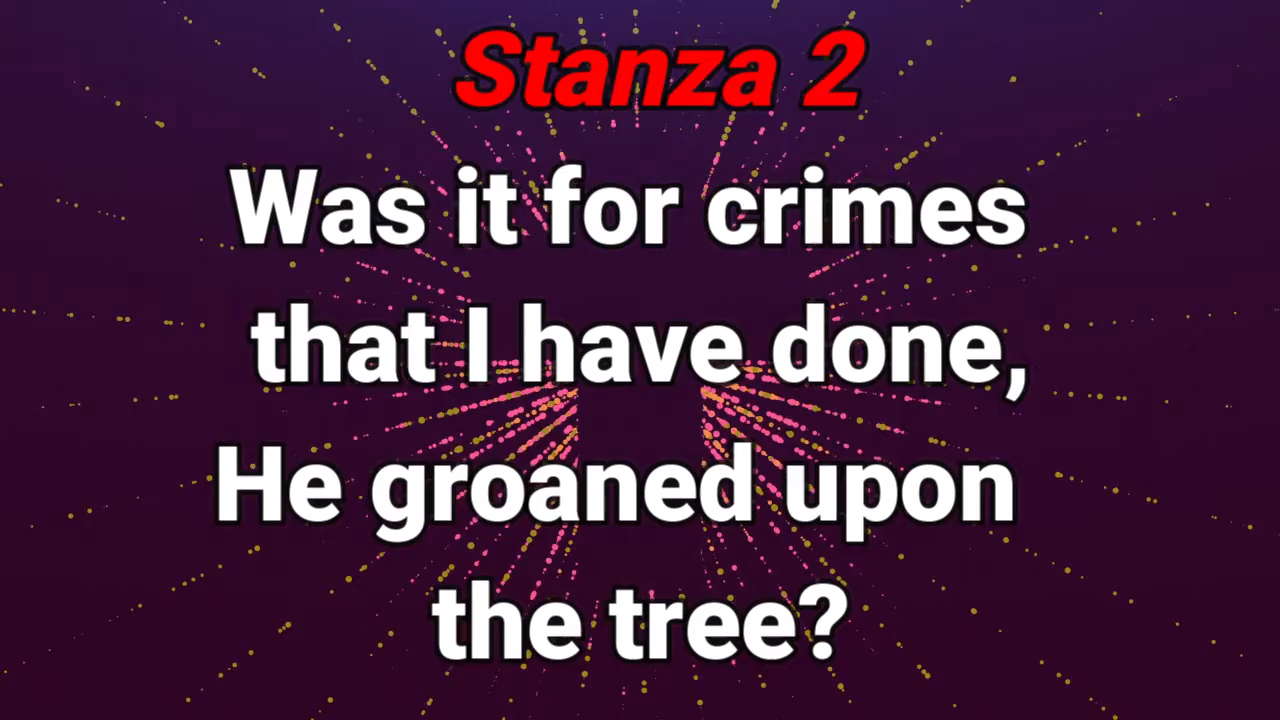 Stanza 2
Was it for crimes
that I have done,
He groaned upon
the tree?